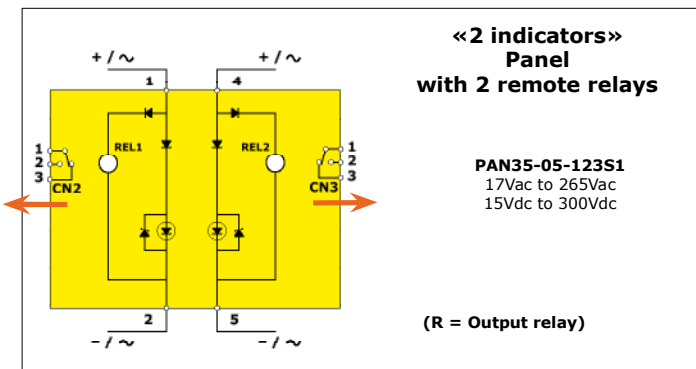 «2 indicators»
Panel
with 2 remote relays
+ / ∿ + / ∿
1 4
REL1 REL2
1 1
2 2
3 3
CN2 CN3
PAN35-05-123S1
17Vac to 265Vac
15Vdc to 300Vdc
2 5
- / ∿ - / ∿
(R = Output relay)